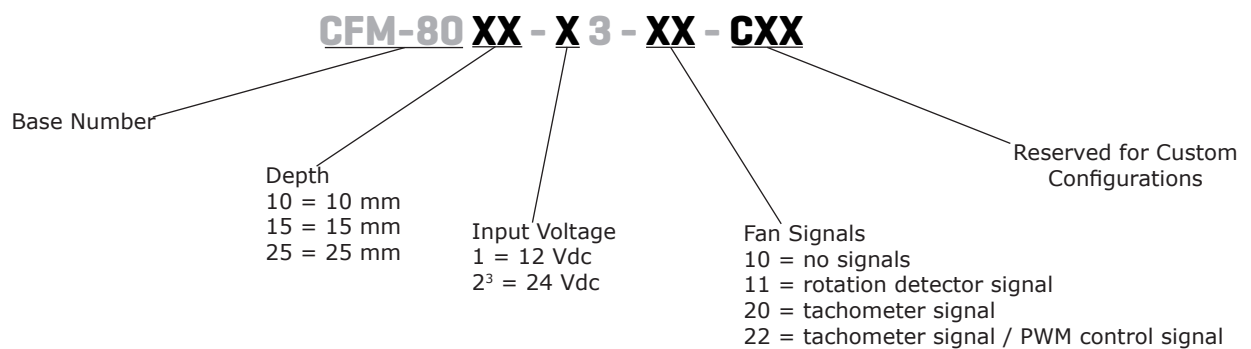 CFM-80 XX - X 3 - XX - CXX
Base Number
Depth
10 = 10 mm
15 = 15 mm
25 = 25 mm
Input Voltage
1 = 12 Vdc
2³ = 24 Vdc
Fan Signals
10 = no signals
11 = rotation detector signal
20 = tachometer signal
22 = tachometer signal / PWM control signal
Reserved for Custom
Configurations